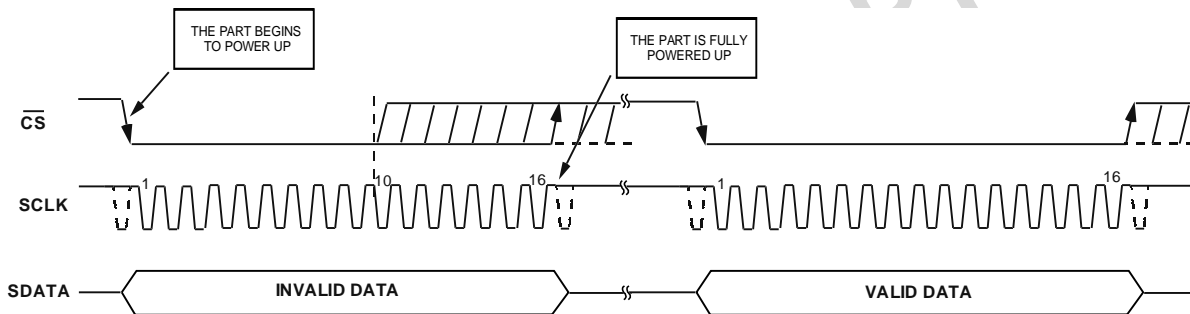 THE PART BEGINS
TO POWER UP
THE PART IS FULLY
POWERED UP
CS
SCLK
1
10
16
1
16
SDATA
INVALID DATA
VALID DATA